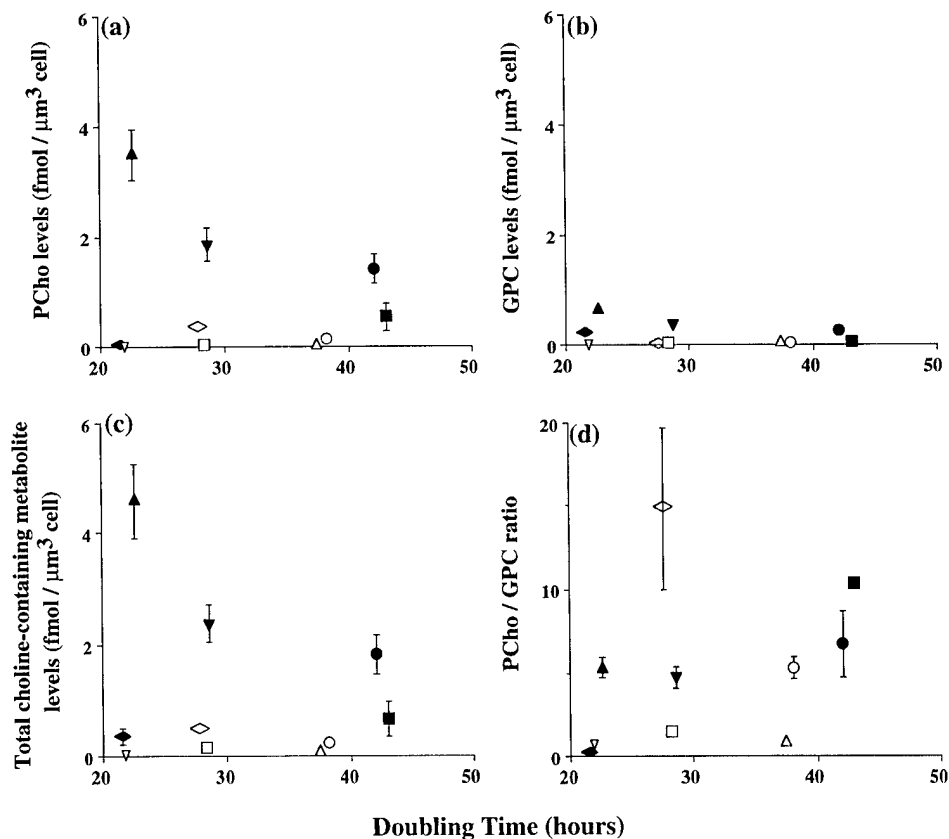 (a)
PCho levels (fmol / μm³ cell)
6
4
2
0
20 30 40 50
(b)
GPC levels (fmol / μm³ cell)
6
4
2
0
20 30 40 50
(c)
Total choline-containing metabolite
levels (fmol / μm³ cell)
6
4
2
0
20 30 40 50
(d)
PCho / GPC ratio
20
10
0
20 30 40 50
Doubling Time (hours)